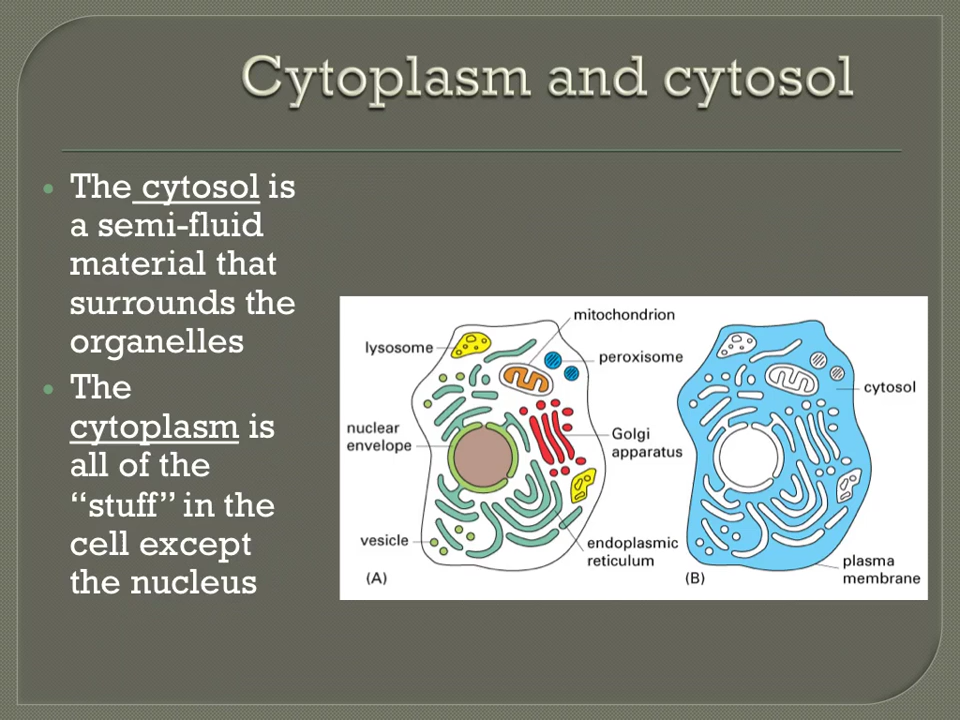 Cytoplasm and cytosol
• The cytosol is
a semi-fluid
material that
surrounds the
organelles
• The
cytoplasm is
all of the
“stuff” in the
cell except
the nucleus
mitochondrion
lysosome
peroxisome
nuclear
envelope
Golgi
apparatus
vesicle
endoplasmic
reticulum
(A)
cytosol
plasma
membrane
(B)